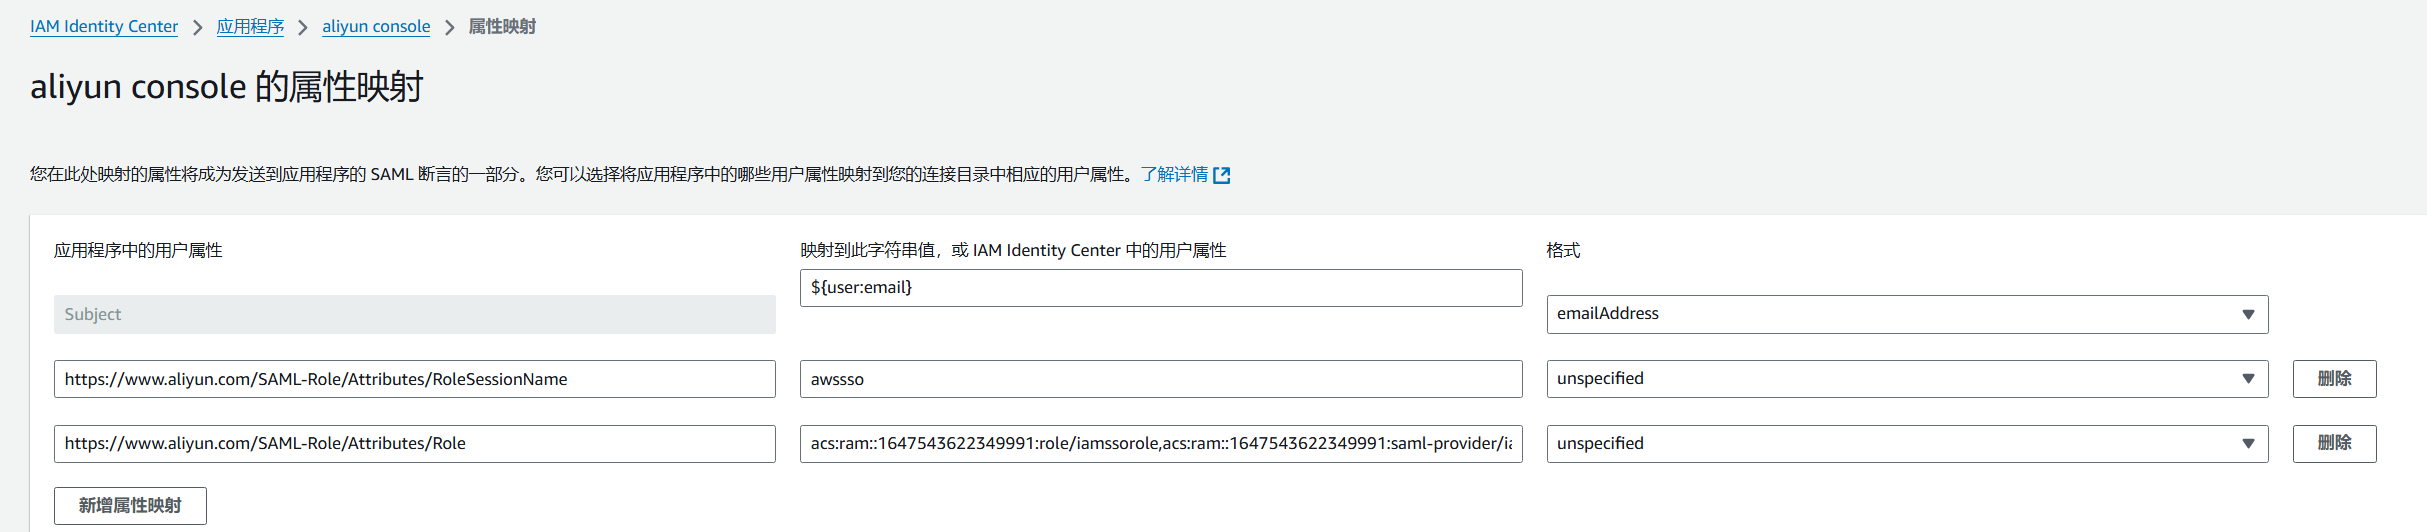 IAM Identity Center > 应用程序 > aliyun console > 属性映射
aliyun console 的属性映射
您在此处映射的属性将成为发送到应用程序的 SAML 断言的一部分。您可以选择将应用程序中的哪些用户属性映射到您的连接目录中相应的用户属性。了解详情
应用程序中的用户属性 映射到此字符串值，或 IAM Identity Center 中的用户属性 格式
Subject ${user:email} emailAddress
https://www.aliyun.com/SAML-Role/Attributes/RoleSessionName awssso unspecified 删除
https://www.aliyun.com/SAML-Role/Attributes/Role acs:ram::1647543622349991:role/iamssorole,acs:ram::1647543622349991:saml-provider/ia unspecified 删除
新增属性映射